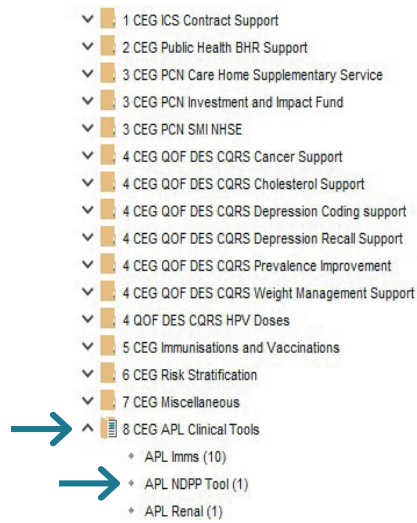 1 CEG ICS Contract Support
2 CEG Public Health BHR Support
3 CEG PCN Care Home Supplementary Service
3 CEG PCN Investment and Impact Fund
3 CEG PCN SMI NHSE
4 CEG QOF DES CQRS Cancer Support
4 CEG QOF DES CQRS Cholesterol Support
4 CEG QOF DES CQRS Depression Coding support
4 CEG QOF DES CQRS Depression Recall Support
4 CEG QOF DES CQRS Prevalence Improvement
4 CEG QOF DES CQRS Weight Management Support
4 QOF DES CQRS HPV Doses
5 CEG Immunisations and Vaccinations
6 CEG Risk Stratification
7 CEG Miscellaneous
8 CEG APL Clinical Tools
APL Imms (10)
APL NDPP Tool (1)
APL Renal (1)